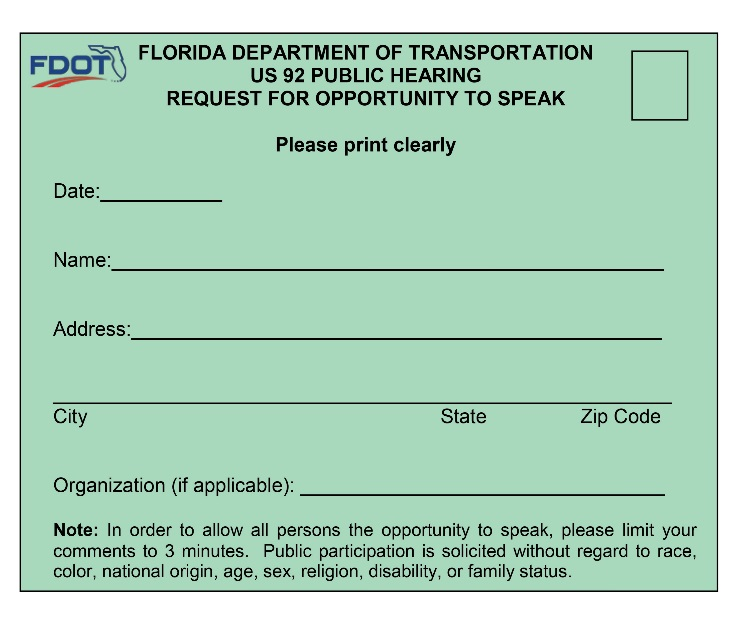 FDOT
FLORIDA DEPARTMENT OF TRANSPORTATION
US 92 PUBLIC HEARING
REQUEST FOR OPPORTUNITY TO SPEAK
Please print clearly
Date:
Name:
Address:
City State Zip Code
Organization (if applicable):
Note: In order to allow all persons the opportunity to speak, please limit your
comments to 3 minutes. Public participation is solicited without regard to race,
color, national origin, age, sex, religion, disability, or family status.